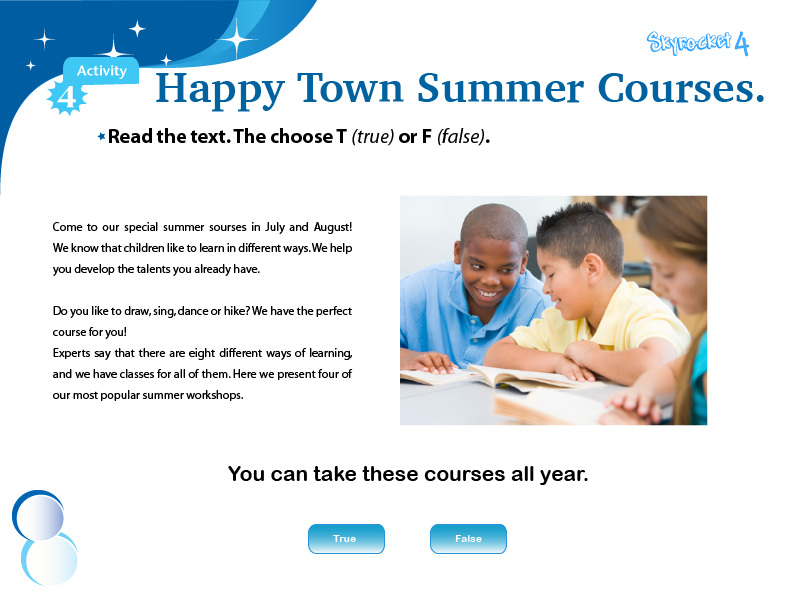 Skyrocket 4
Activity
4
Happy Town Summer Courses.
Read the text. The choose T (true) or F (false).
Come to our special summer sourses in July and August!
We know that children like to learn in different ways. We help
you develop the talents you already have.
Do you like to draw, sing, dance or hike? We have the perfect
course for you!
Experts say that there are eight different ways of learning,
and we have classes for all of them. Here we present four of
our most popular summer workshops.
You can take these courses all year.
True
False